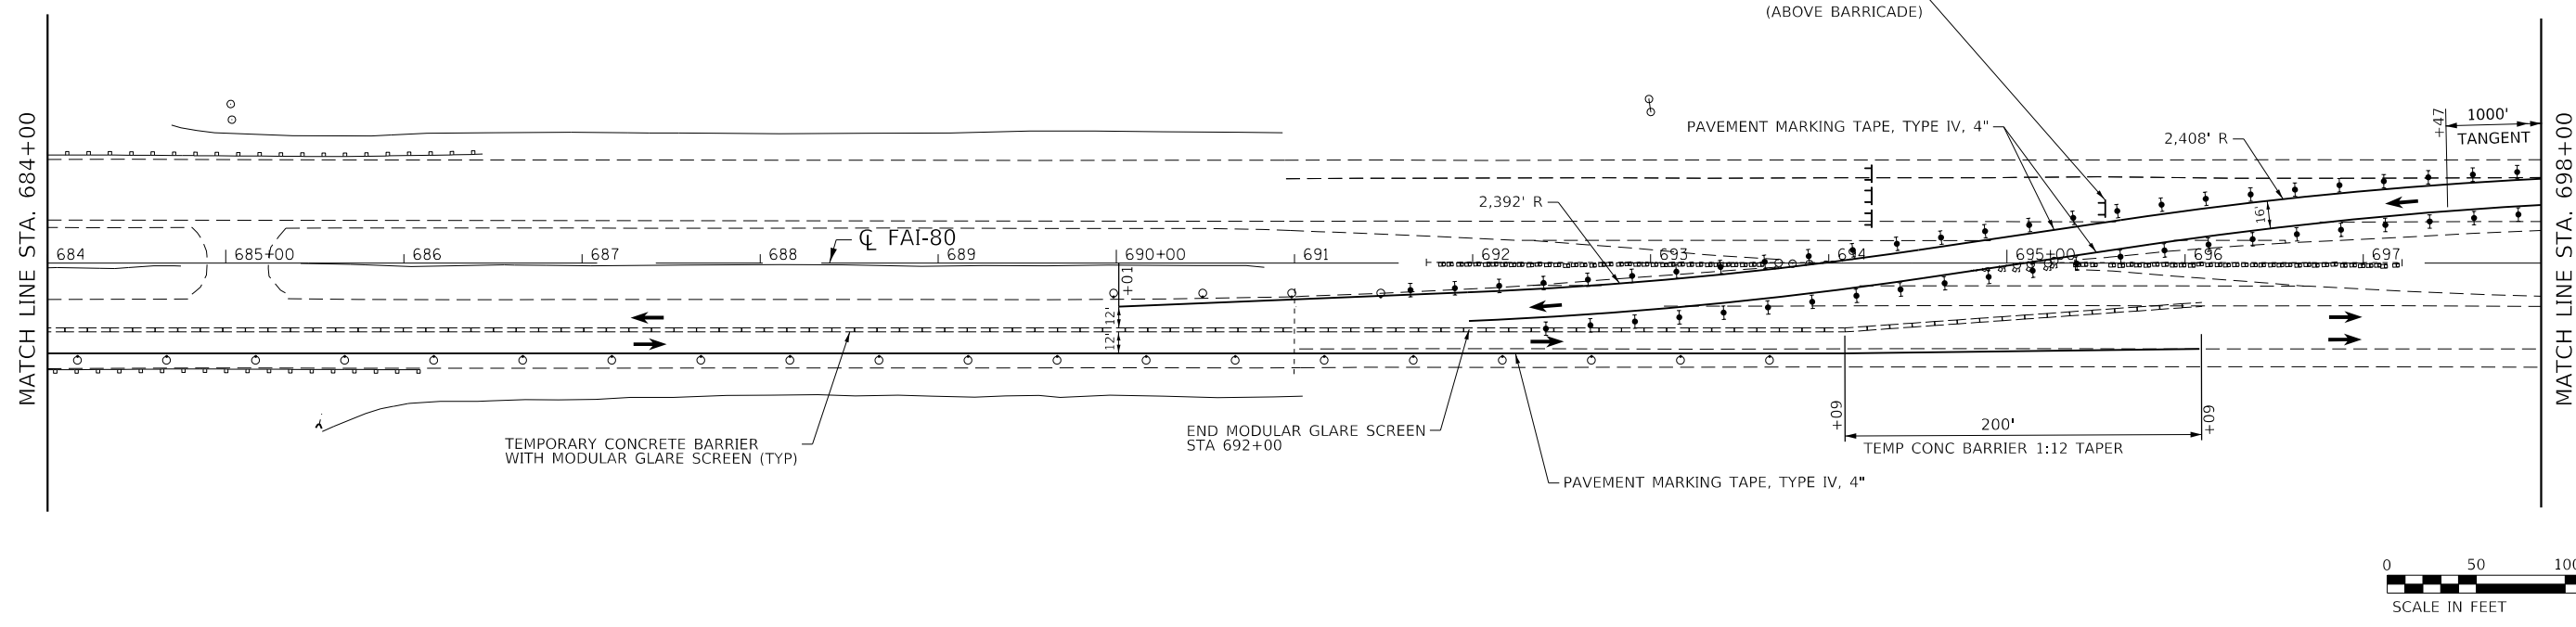 (ABOVE BARRICADE)
MATCH LINE STA. 684+00
MATCH LINE STA. 698+00
PAVEMENT MARKING TAPE, TYPE IV, 4"
+47
1000'
TANGENT
2,408' R
2,392' R
16'
℄ FAI-80
684
685+00
686
687
688
689
690+00
691
692
693
694
695+00
696
697
+01
12'
12'
TEMPORARY CONCRETE BARRIER
WITH MODULAR GLARE SCREEN (TYP)
END MODULAR GLARE SCREEN
STA 692+00
+09
200'
+09
TEMP CONC BARRIER 1:12 TAPER
PAVEMENT MARKING TAPE, TYPE IV, 4"
0 50 100
SCALE IN FEET